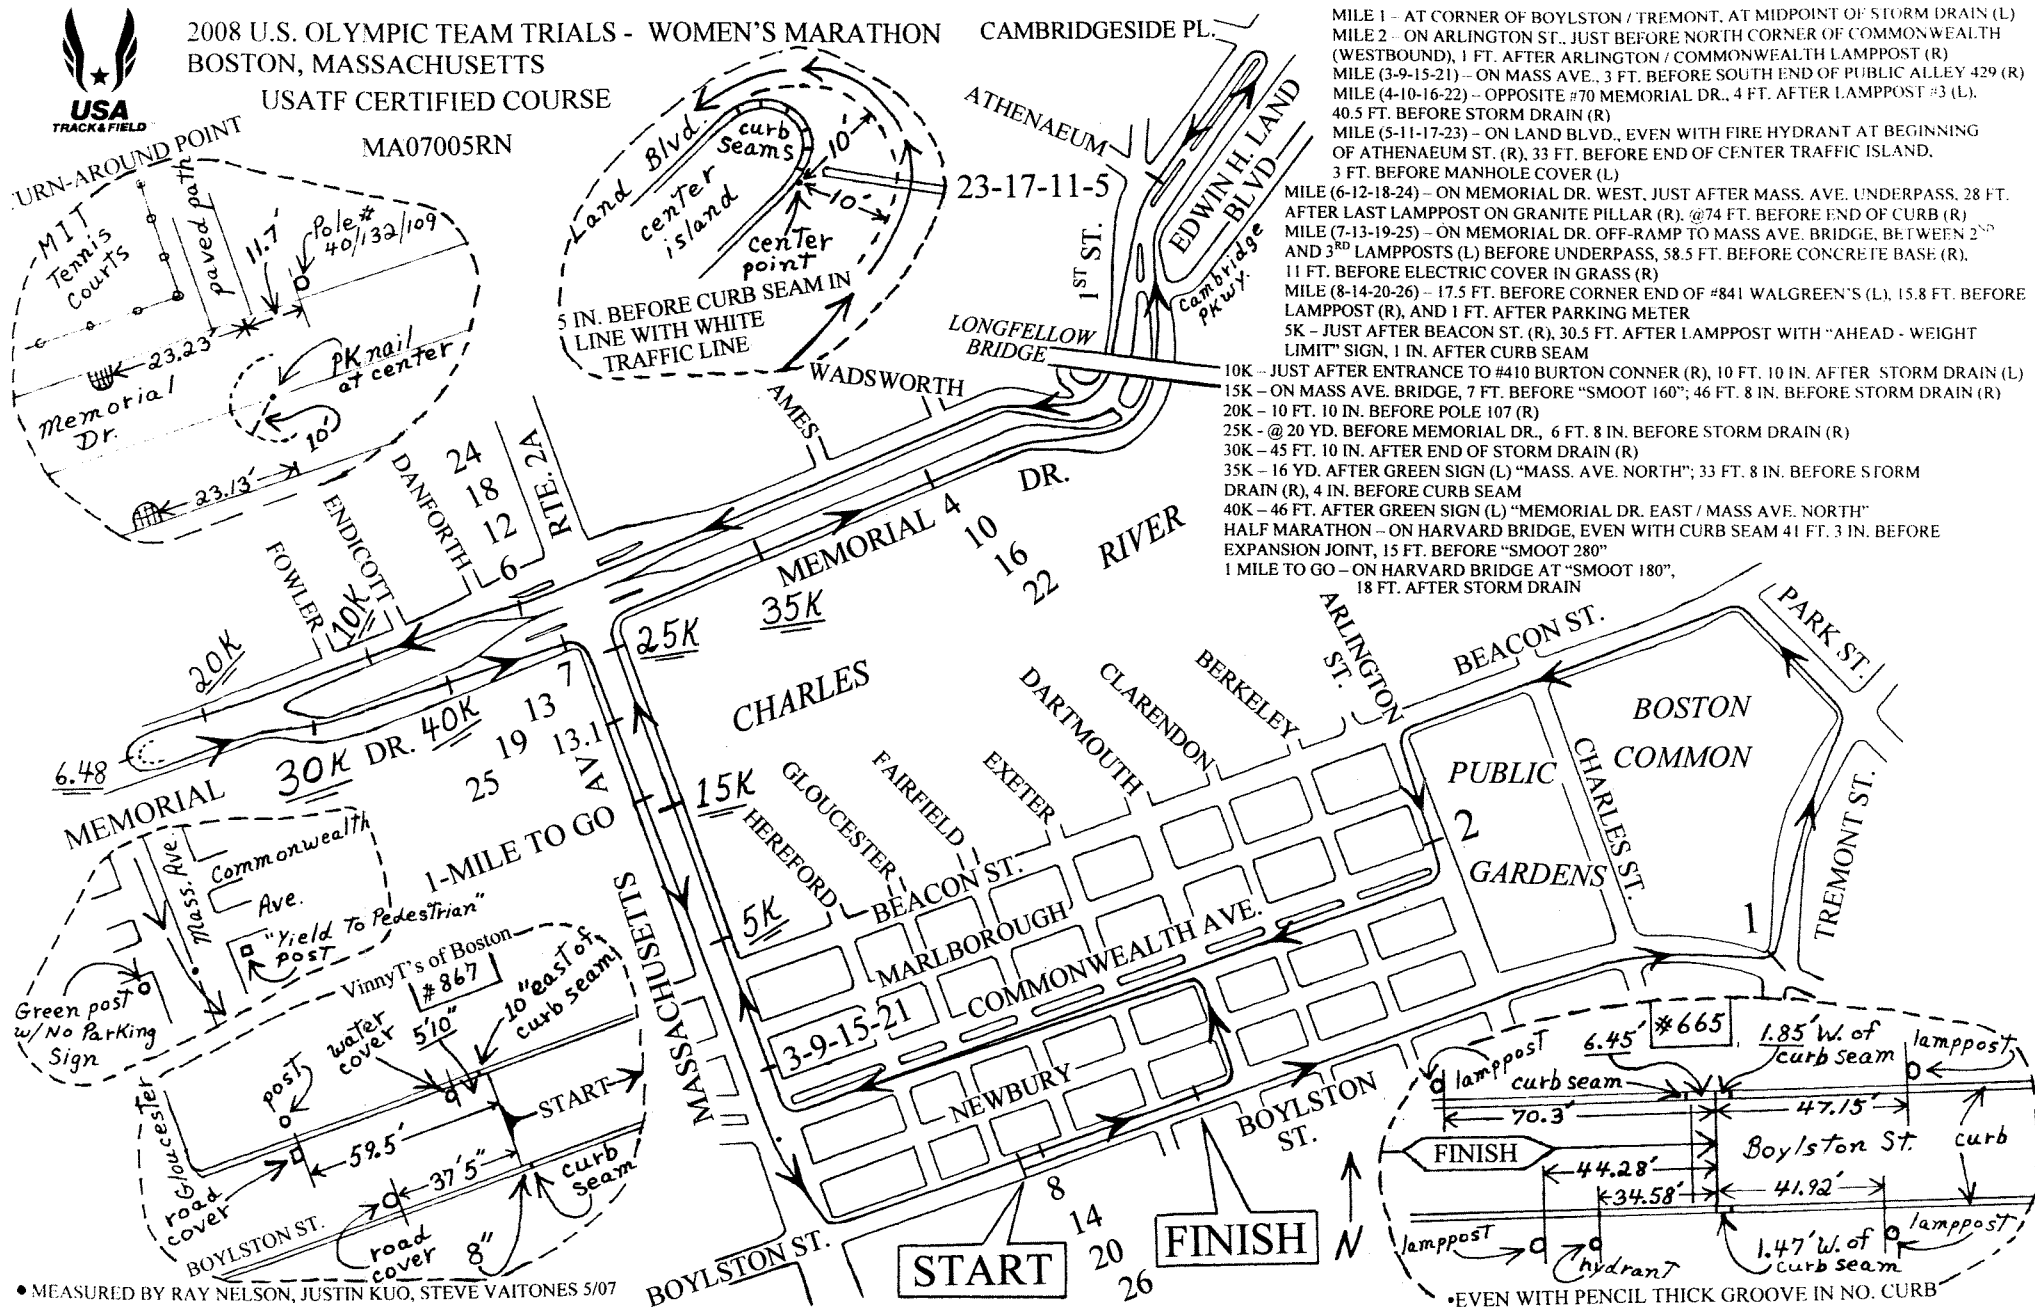 2008 U.S. OLYMPIC TEAM TRIALS - WOMEN'S MARATHON
BOSTON, MASSACHUSETTS
USATF CERTIFIED COURSE
MA07005RN
USA
TRACK & FIELD
MILE 1 – AT CORNER OF BOYLSTON / TREMONT, AT MIDPOINT OF STORM DRAIN (L)
MILE 2 – ON ARLINGTON ST., JUST BEFORE NORTH CORNER OF COMMONWEALTH
(WESTBOUND), 1 FT. AFTER ARLINGTON / COMMONWEALTH LAMPPOST (R)
MILE (3-9-15-21) – ON MASS AVE., 3 FT. BEFORE SOUTH END OF PUBLIC ALLEY 429 (R)
MILE (4-10-16-22) – OPPOSITE #70 MEMORIAL DR., 4 FT. AFTER LAMPPOST #3 (L),
40.5 FT. BEFORE STORM DRAIN (R)
MILE (5-11-17-23) – ON LAND BLVD., EVEN WITH FIRE HYDRANT AT BEGINNING
OF ATHENAEUM ST. (R), 33 FT. BEFORE END OF CENTER TRAFFIC ISLAND,
3 FT. BEFORE MANHOLE COVER (L)
MILE (6-12-18-24) – ON MEMORIAL DR. WEST, JUST AFTER MASS. AVE. UNDERPASS, 28 FT.
AFTER LAST LAMPPOST ON GRANITE PILLAR (R), @74 FT. BEFORE END OF CURB (R)
MILE (7-13-19-25) – ON MEMORIAL DR. OFF-RAMP TO MASS AVE. BRIDGE, BETWEEN 2ND
AND 3RD LAMPPOSTS (L) BEFORE UNDERPASS, 58.5 FT. BEFORE CONCRETE BASE (R),
11 FT. BEFORE ELECTRIC COVER IN GRASS (R)
MILE (8-14-20-26) – 17.5 FT. BEFORE CORNER END OF #841 WALGREEN'S (L), 15.8 FT. BEFORE
LAMPPOST (R), AND 1 FT. AFTER PARKING METER
5K – JUST AFTER BEACON ST. (R), 30.5 FT. AFTER LAMPPOST WITH "AHEAD - WEIGHT
LIMIT" SIGN, 1 IN. AFTER CURB SEAM
10K – JUST AFTER ENTRANCE TO #410 BURTON CONNER (R), 10 FT. 10 IN. AFTER STORM DRAIN (L)
15K – ON MASS AVE. BRIDGE, 7 FT. BEFORE "SMOOT 160"; 46 FT. 8 IN. BEFORE STORM DRAIN (R)
20K – 10 FT. 10 IN. BEFORE POLE 107 (R)
25K - @ 20 YD. BEFORE MEMORIAL DR., 6 FT. 8 IN. BEFORE STORM DRAIN (R)
30K – 45 FT. 10 IN. AFTER END OF STORM DRAIN (R)
35K – 16 YD. AFTER GREEN SIGN (L) "MASS. AVE. NORTH"; 33 FT. 8 IN. BEFORE STORM
DRAIN (R), 4 IN. BEFORE CURB SEAM
40K – 46 FT. AFTER GREEN SIGN (L) "MEMORIAL DR. EAST / MASS AVE. NORTH"
HALF MARATHON – ON HARVARD BRIDGE, EVEN WITH CURB SEAM 41 FT. 3 IN. BEFORE
EXPANSION JOINT, 15 FT. BEFORE "SMOOT 280"
1 MILE TO GO – ON HARVARD BRIDGE AT "SMOOT 180",
18 FT. AFTER STORM DRAIN
CAMBRIDGESIDE PL.
ATHENAEUM
EDWIN H. LAND
BLVD
1ST ST.
Cambridge
PKwy.
23-17-11-5
LONGFELLOW
BRIDGE
WADSWORTH
AMES
Land Blvd.
curb
seams
center
island
10'
10'
center
point
5 IN. BEFORE CURB SEAM IN
LINE WITH WHITE
TRAFFIC LINE
TURN-AROUND POINT
MIT
Tennis
Courts
paved path
11.7'
Pole #
40/132/109
23.23'
PK nail
at center
Memorial
Dr.
10'
23.13'
FOWLER
ENDICOTT
DANFORTH
RTE. 2A
24
18
12
6
MEMORIAL
DR.
4
10
16
22
CHARLES
RIVER
10K
20K
25K
35K
6.48
MEMORIAL
DR.
30K
40K
7
13
19
25
13.1
15K
1-MILE TO GO
MASSACHUSETTS
AV.
5K
HEREFORD
GLOUCESTER
FAIRFIELD
EXETER
DARTMOUTH
CLARENDON
BERKELEY
ARLINGTON
ST.
BEACON ST.
PARK ST.
BOSTON
COMMON
PUBLIC
GARDENS
CHARLES ST.
TREMONT ST.
1
2
BEACON ST.
MARLBOROUGH
COMMONWEALTH AVE.
3-9-15-21
NEWBURY
BOYLSTON
ST.
BOYLSTON ST.
8
14
20
26
START
FINISH
N
Mass. Ave.
Commonwealth
Ave.
"Yield To Pedestrian"
post
Green post
w/No Parking
Sign
Vinny T's of Boston
#867
5'10"
10" east of
curb seam
water
cover
post
Gloucester
road
cover
59.5'
START
37'5"
curb
seam
BOYLSTON ST.
road
cover
8"
#665
6.45'
1.85' W. of
curb seam
lamppost
lamppost
curb seam
70.3'
47.15'
FINISH
Boylston St.
curb
44.28'
34.58'
41.92'
lamppost
hydrant
1.47' W. of
curb seam
lamppost
• MEASURED BY RAY NELSON, JUSTIN KUO, STEVE VAITONES 5/07
•EVEN WITH PENCIL THICK GROOVE IN NO. CURB